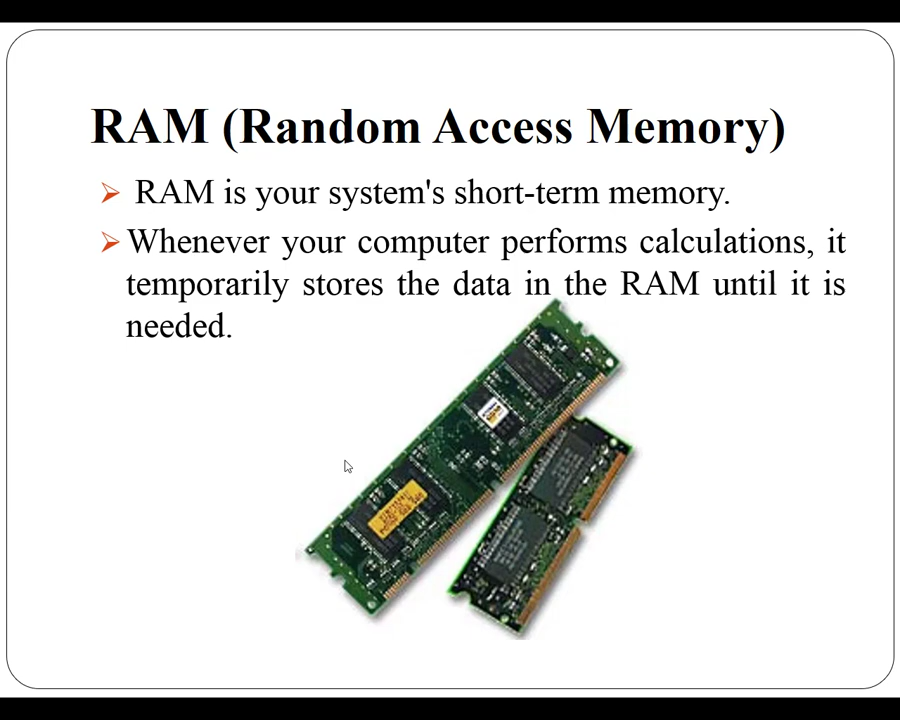 RAM (Random Access Memory)
RAM is your system's short-term memory.
Whenever your computer performs calculations, it
temporarily stores the data in the RAM until it is
needed.